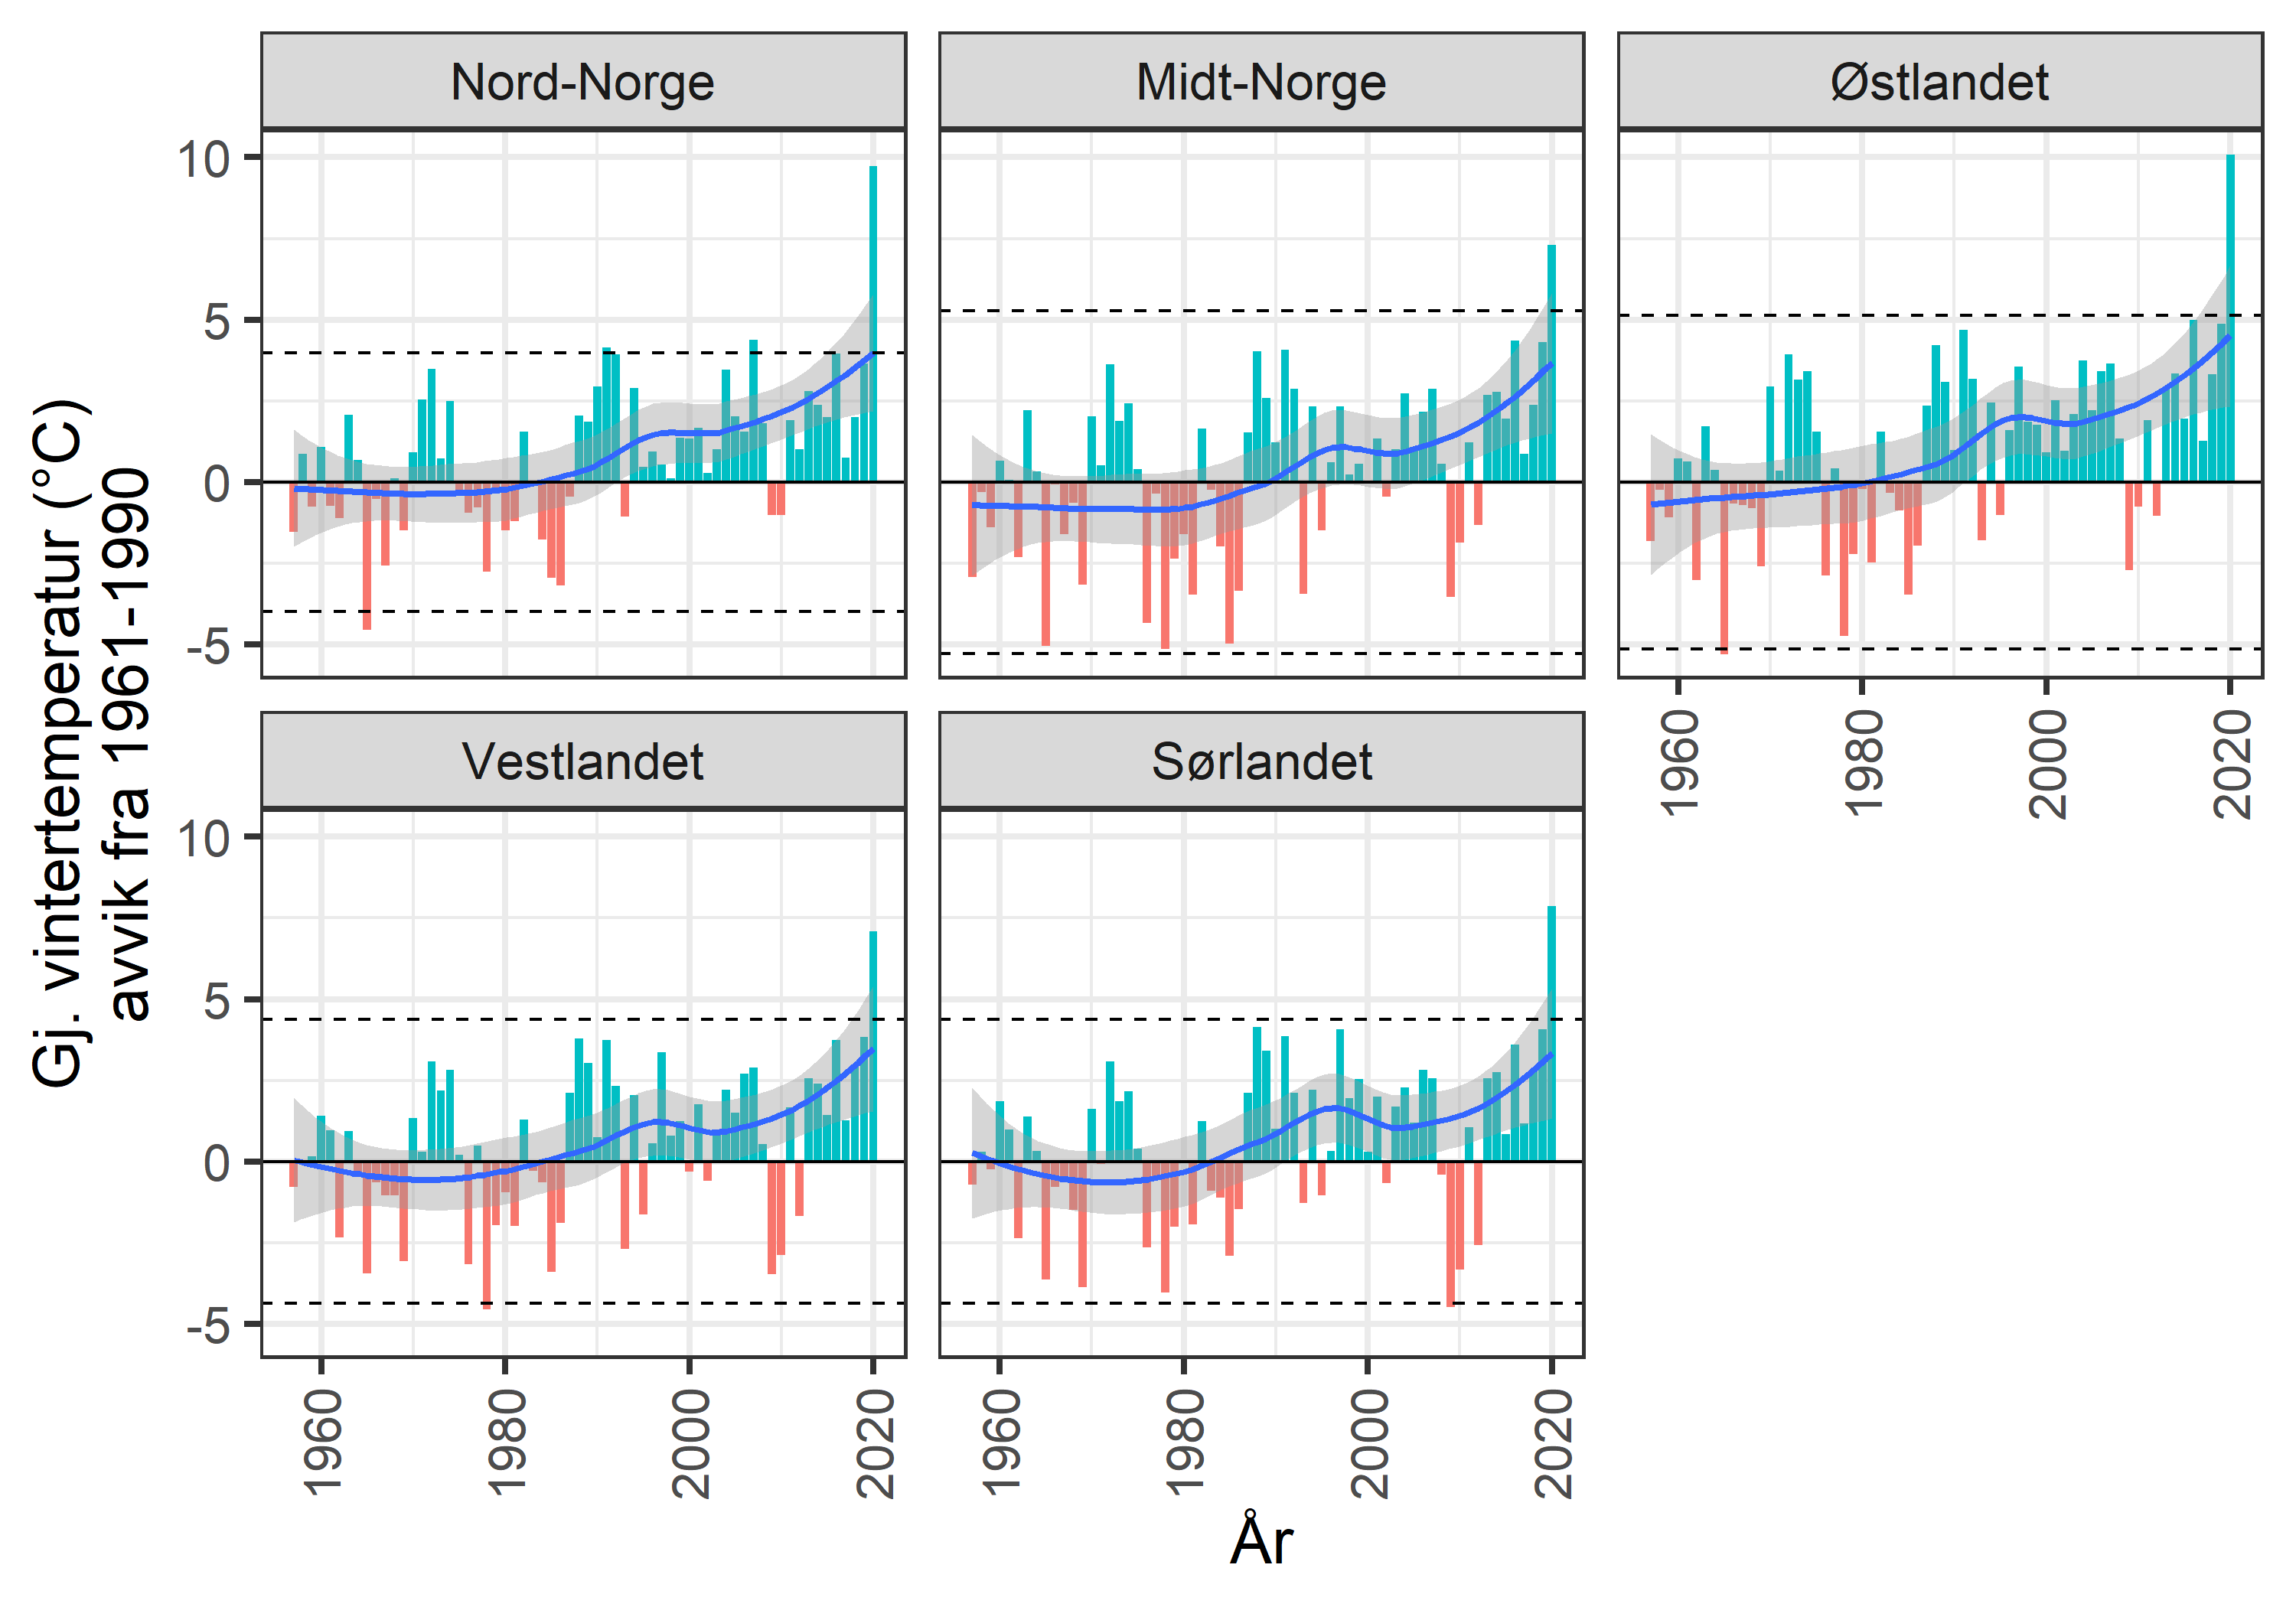 Gj. vintertemperatur (°C)
avvik fra 1961-1990
Nord-Norge
Midt-Norge
Østlandet
10
5
0
-5
1960
1980
2000
2020
Vestlandet
Sørlandet
10
5
0
-5
1960
1980
2000
2020
1960
1980
2000
2020
År